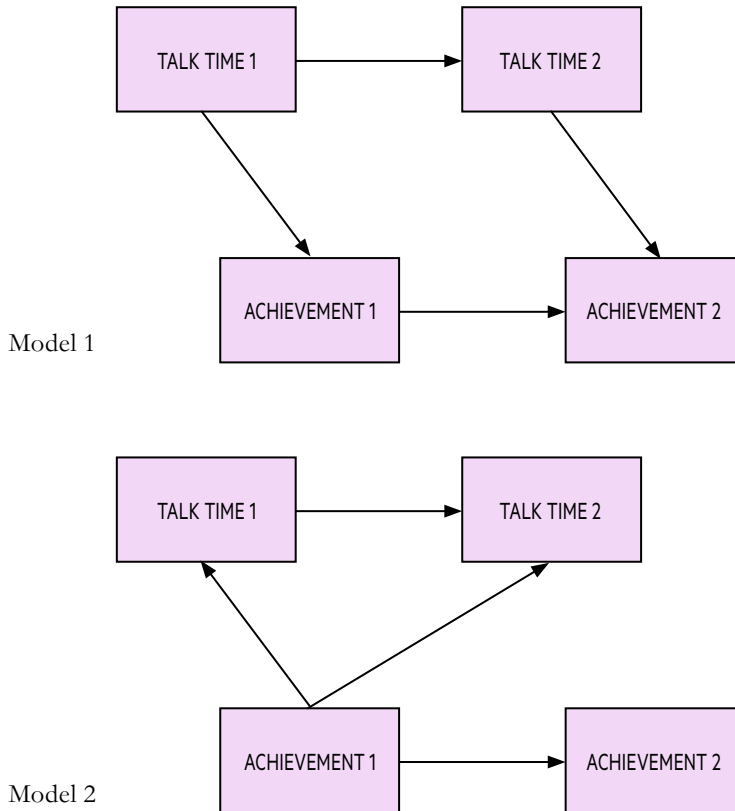 TALK TIME 1
TALK TIME 2
ACHIEVEMENT 1
ACHIEVEMENT 2
Model 1
TALK TIME 1
TALK TIME 2
ACHIEVEMENT 1
ACHIEVEMENT 2
Model 2